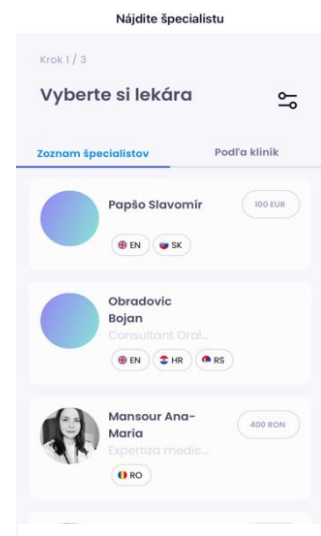 Nájdite špecialistu
Krok 1 / 3
Vyberte si lekára
Zoznam špecialistov
Podľa kliník
Papšo Slavomír
100 EUR
EN
SK
Obradovic
Bojan
Consultant Oral...
EN
HR
RS
Mansour Ana-
Maria
400 RON
Expertiza medic...
RO